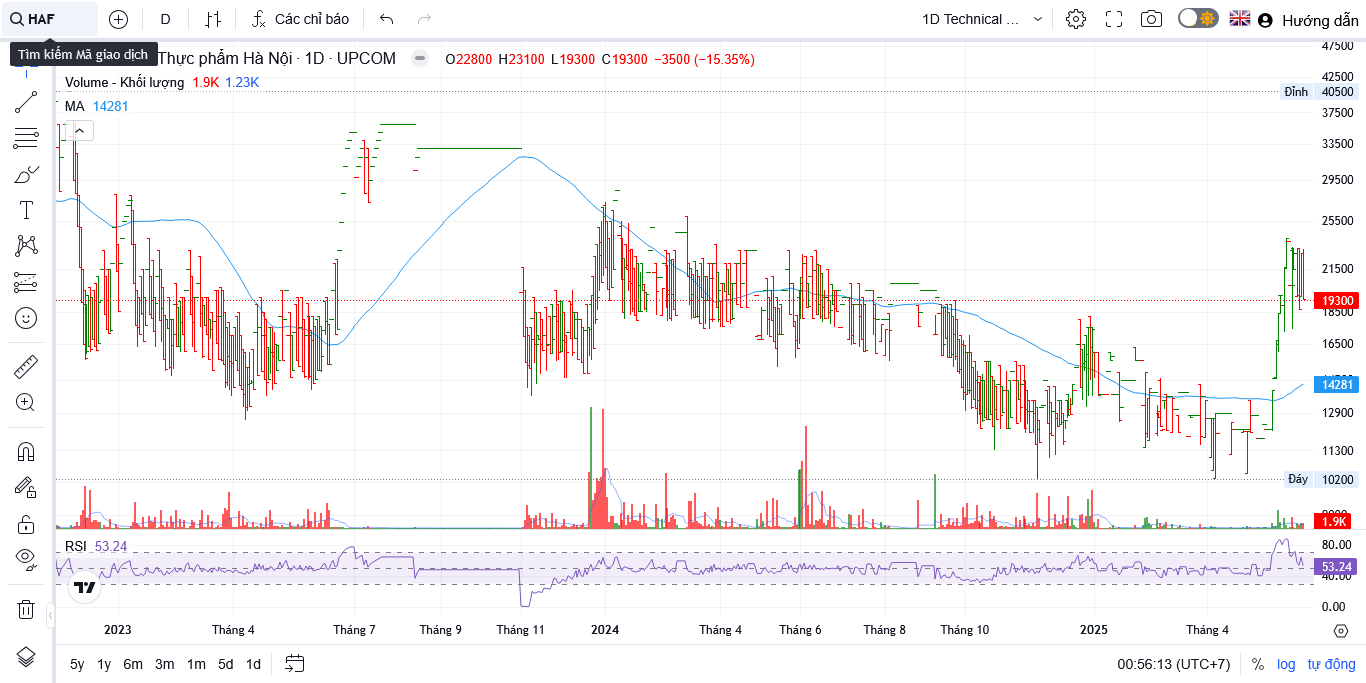 HAF
D
Các chỉ báo
1D Technical ...
Hướng dẫn
Tìm kiếm Mã giao dịch
Thực phẩm Hà Nội · 1D · UPCOM
O22800 H23100 L19300 C19300 −3500 (−15.35%)
Volume - Khối lượng 1.9K 1.23K
MA 14281
47500
42500
Đỉnh 40500
37500
33500
29500
25500
21500
19300
18500
16500
14281
12900
11300
Đáy 10200
1.9K
RSI 53.24
80.00
53.24
40.00
0.00
2023 Tháng 4 Tháng 7 Tháng 9 Tháng 11 2024 Tháng 4 Tháng 6 Tháng 8 Tháng 10 2025 Tháng 4
5y 1y 6m 3m 1m 5d 1d
00:56:13 (UTC+7) % log tự động